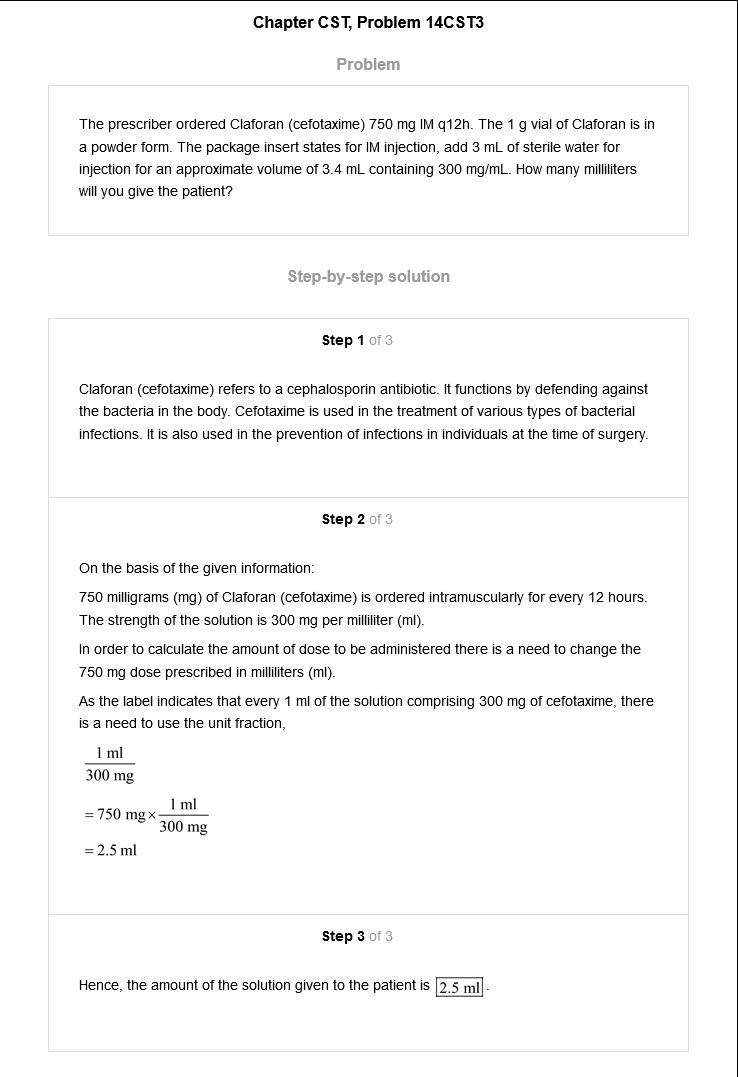 Chapter CST, Problem 14CST3
Problem
The prescriber ordered Claforan (cefotaxime) 750 mg IM q12h. The 1 g vial of Claforan is in
a powder form. The package insert states for IM injection, add 3 mL of sterile water for
injection for an approximate volume of 3.4 mL containing 300 mg/mL. How many milliliters
will you give the patient?
Step-by-step solution
Step 1 of 3
Claforan (cefotaxime) refers to a cephalosporin antibiotic. It functions by defending against
the bacteria in the body. Cefotaxime is used in the treatment of various types of bacterial
infections. It is also used in the prevention of infections in individuals at the time of surgery.
Step 2 of 3
On the basis of the given information:
750 milligrams (mg) of Claforan (cefotaxime) is ordered intramuscularly for every 12 hours.
The strength of the solution is 300 mg per milliliter (ml).
In order to calculate the amount of dose to be administered there is a need to change the
750 mg dose prescribed in milliliters (ml).
As the label indicates that every 1 ml of the solution comprising 300 mg of cefotaxime, there
is a need to use the unit fraction,
1 ml
300 mg
= 750 mg × 1 ml
300 mg
= 2.5 ml
Step 3 of 3
Hence, the amount of the solution given to the patient is 2.5 ml.